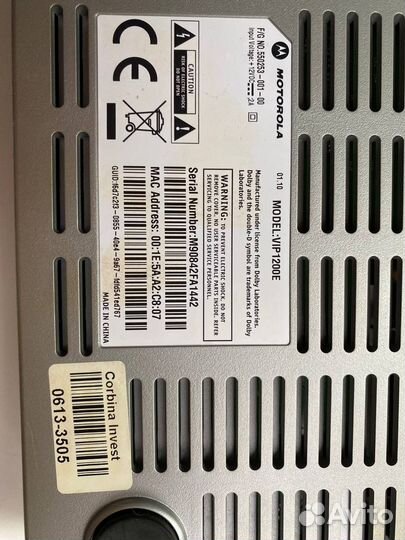 MOTOROLA
F/G NO.550253-001-00
Input Voltage:+12VDC 2A
01.10 MODEL:VIP1200E
Manufactured under license from Dolby Laboratories.
Dolby and the double-D symbol are trademarks of Dolby
Laboratories.
CAUTION
RISK OF ELECTRIC SHOCK
DO NOT OPEN
WARNING: TO PREVENT ELECTRIC SHOCK, DO NOT
REMOVE COVER, NO USER SERVICEABLE PARTS INSIDE. REFER
SERVICING TO QUALIFIED SERVICE PERSONNEL
CE
Serial Number:M00842FA1442
MAC Address: 00:1E:5A:A2:C8:07
GUID:16d7c2f3-0855-40e4-9a67-fdfd541ed767
MADE IN CHINA
Corbina Invest
0613-3505
Avito